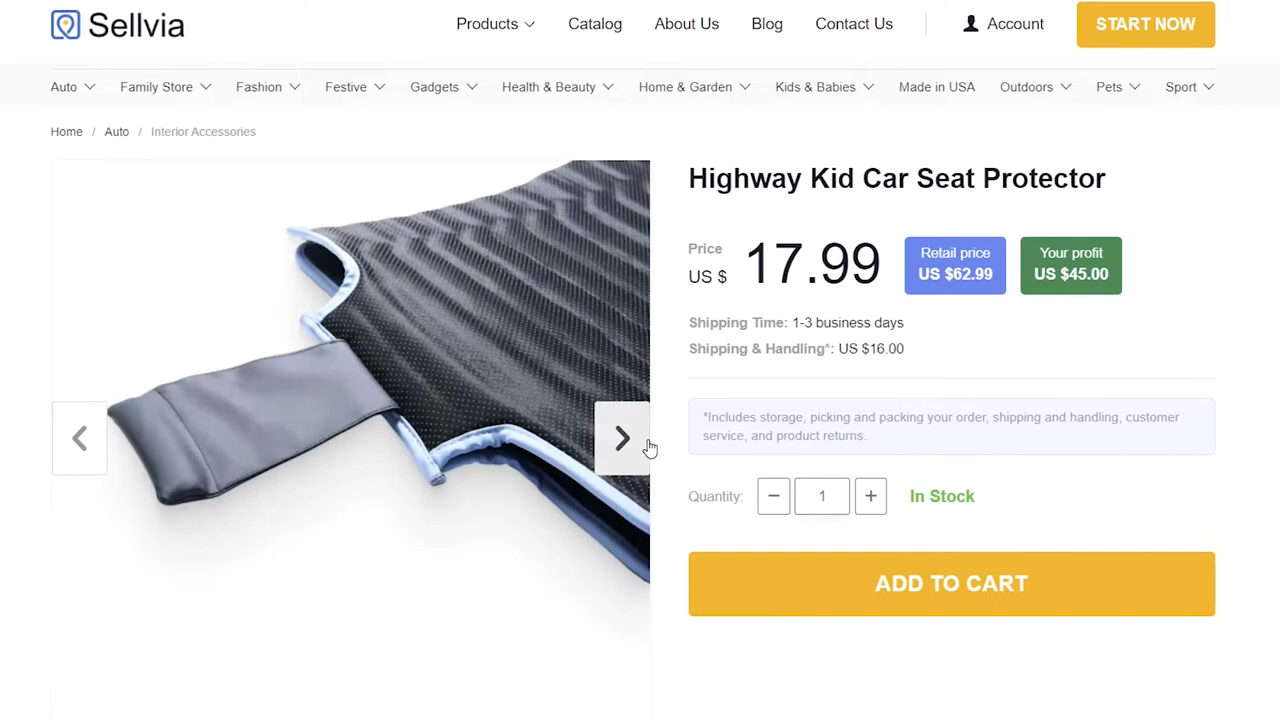 Sellvia
Products
Catalog
About Us
Blog
Contact Us
Account
START NOW
Auto
Family Store
Fashion
Festive
Gadgets
Health & Beauty
Home & Garden
Kids & Babies
Made in USA
Outdoors
Pets
Sport
Home / Auto / Interior Accessories
Highway Kid Car Seat Protector
Price
US $
17.99
Retail price
US $62.99
Your profit
US $45.00
Shipping Time: 1-3 business days
Shipping & Handling*: US $16.00
*Includes storage, picking and packing your order, shipping and handling, customer
service, and product returns.
Quantity:
−
1
+
In Stock
ADD TO CART